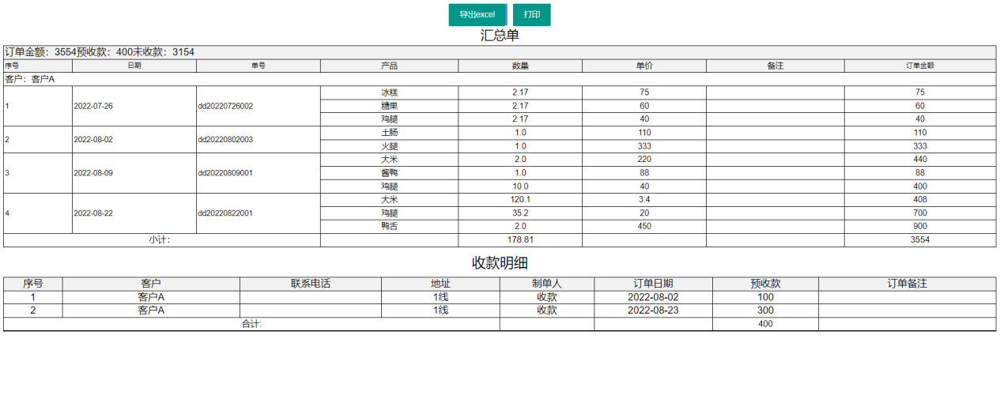 导出excel 打印
汇总单
订单金额：3554预收款：400未收款：3154
序号 日期 单号 产品 数量 单价 备注 订单金额
客户：客户A
1 2022-07-26 dd20220726002 冰糕 2.17 75 75
糖果 2.17 60 60
鸡腿 2.17 40 40
2 2022-08-02 dd20220802003 土肠 1.0 110 110
火腿 1.0 333 333
3 2022-08-09 dd20220809001 大米 2.0 220 440
酱鸭 1.0 88 88
鸡腿 10.0 40 400
4 2022-08-22 dd20220822001 大米 120.1 3.4 408
鸡腿 35.2 20 700
鸭舌 2.0 450 900
小计： 178.81 3554
收款明细
序号 客户 联系电话 地址 制单人 订单日期 预收款 订单备注
1 客户A 1线 收款 2022-08-02 100
2 客户A 1线 收款 2022-08-23 300
合计: 400